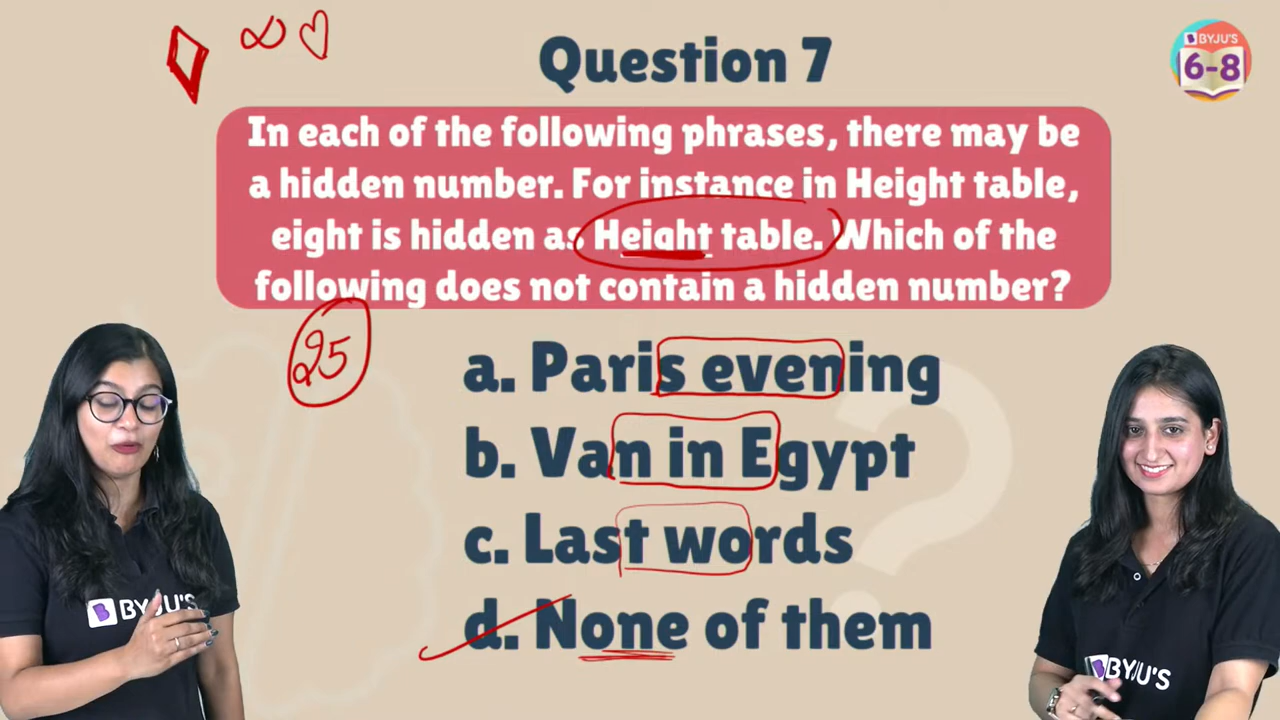 ∞ ♡
Question 7
BYJU'S
6-8
In each of the following phrases, there may be
a hidden number. For instance in Height table,
eight is hidden as Height table. Which of the
following does not contain a hidden number?
25
a. Paris evening
b. Van in Egypt
c. Last words
d. None of them
BYJU'S
BYJU'S